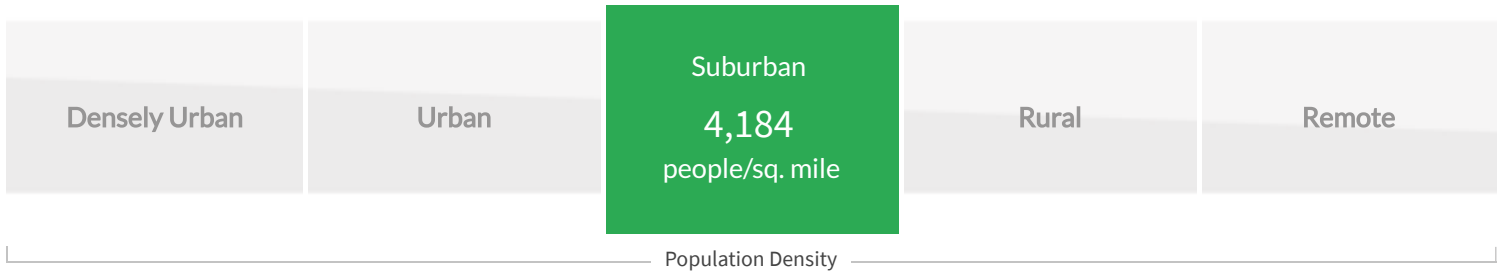 Densely Urban
Urban
Suburban
4,184
people/sq. mile
Rural
Remote
Population Density